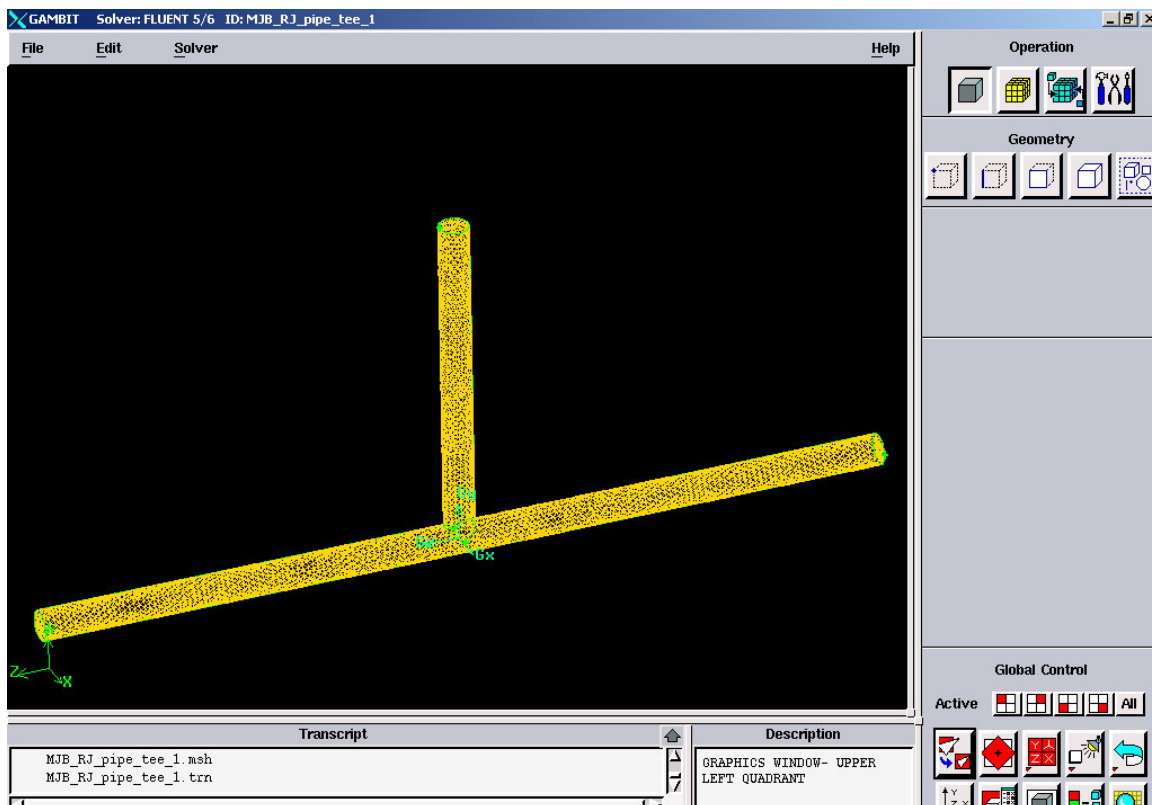 GAMBIT Solver: FLUENT 5/6 ID: MJB_RJ_pipe_tee_1
File Edit Solver Help
Operation
Geometry
Gx
Z
X
Global Control
Active All
Transcript
Description
MJB_RJ_pipe_tee_1.msh
MJB_RJ_pipe_tee_1.trn
GRAPHICS WINDOW- UPPER
LEFT QUADRANT